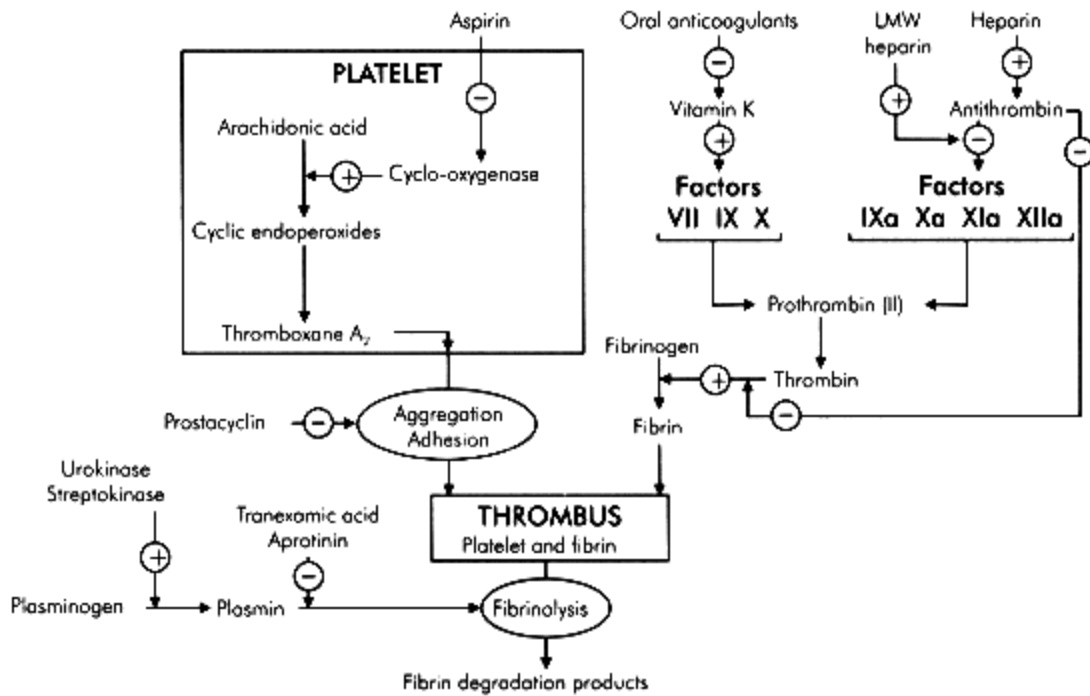 Aspirin
Oral anticoagulants
LMW
heparin
Heparin
PLATELET
−
−
+
+
Vitamin K
Antithrombin
Arachidonic acid
+
−
−
+
Cyclo-oxygenase
Factors
VII IX X
Factors
IXa Xa XIa XIIa
Cyclic endoperoxides
Prothrombin (II)
Thromboxane A₂
Fibrinogen
+
Thrombin
−
Prostacyclin
−
Aggregation
Adhesion
Fibrin
Urokinase
Streptokinase
Tranexamic acid
Aprotinin
THROMBUS
Platelet and fibrin
+
−
Plasminogen
Plasmin
Fibrinolysis
Fibrin degradation products